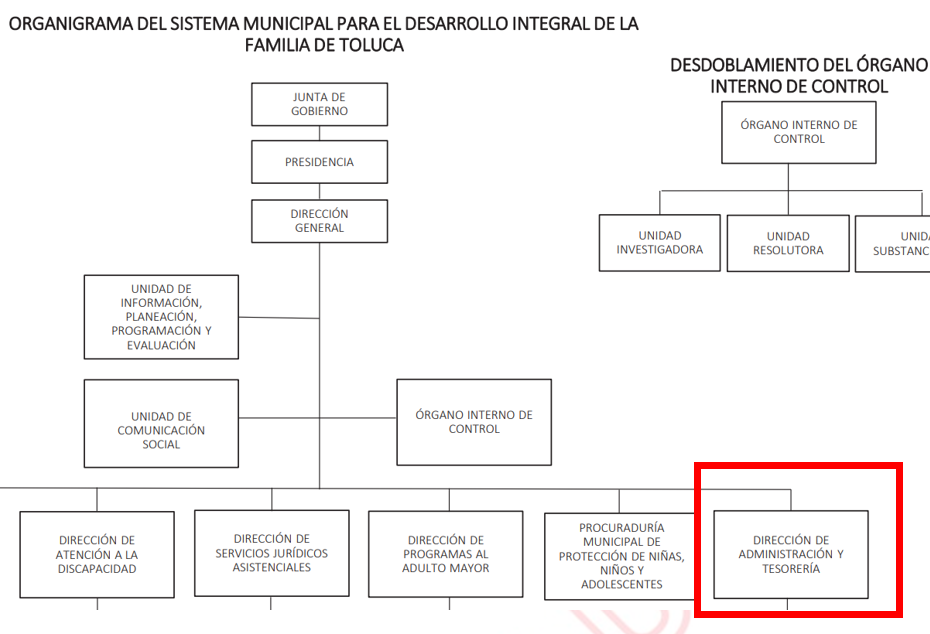 ORGANIGRAMA DEL SISTEMA MUNICIPAL PARA EL DESARROLLO INTEGRAL DE LA
FAMILIA DE TOLUCA
JUNTA DE
GOBIERNO
PRESIDENCIA
DIRECCIÓN
GENERAL
UNIDAD DE
INFORMACIÓN,
PLANEACIÓN,
PROGRAMACIÓN Y
EVALUACIÓN
UNIDAD DE
COMUNICACIÓN
SOCIAL
ÓRGANO INTERNO DE
CONTROL
DIRECCIÓN DE
ATENCIÓN A LA
DISCAPACIDAD
DIRECCIÓN DE
SERVICIOS JURÍDICOS
ASISTENCIALES
DIRECCIÓN DE
PROGRAMAS AL
ADULTO MAYOR
PROCURADURÍA
MUNICIPAL DE
PROTECCIÓN DE NIÑAS,
NIÑOS Y
ADOLESCENTES
DIRECCIÓN DE
ADMINISTRACIÓN Y
TESORERÍA
DESDOBLAMIENTO DEL ÓRGANO
INTERNO DE CONTROL
ÓRGANO INTERNO DE
CONTROL
UNIDAD
INVESTIGADORA
UNIDAD
RESOLUTORA